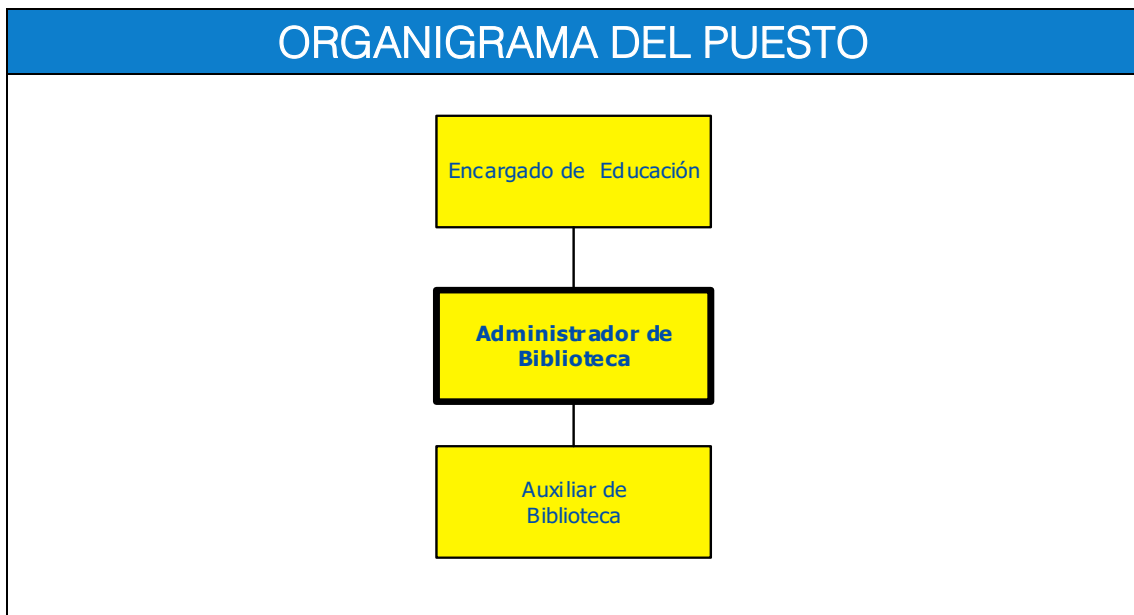 ORGANIGRAMA DEL PUESTO
Encargado de Educación
Administrador de
Biblioteca
Auxiliar de
Biblioteca